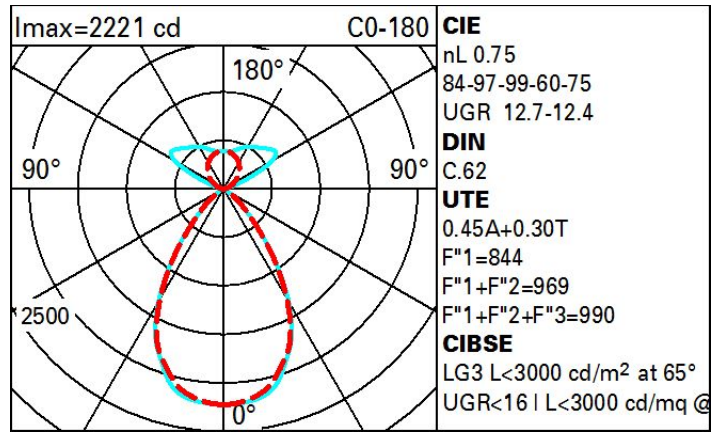 Imax=2221 cd C0-180
180°
90° 90°
2500
0°
CIE
nL 0.75
84-97-99-60-75
UGR 12.7-12.4
DIN
C.62
UTE
0.45A+0.30T
F"1=844
F"1+F"2=969
F"1+F"2+F"3=990
CIBSE
LG3 L<3000 cd/m² at 65°
UGR<16 | L<3000 cd/mq @